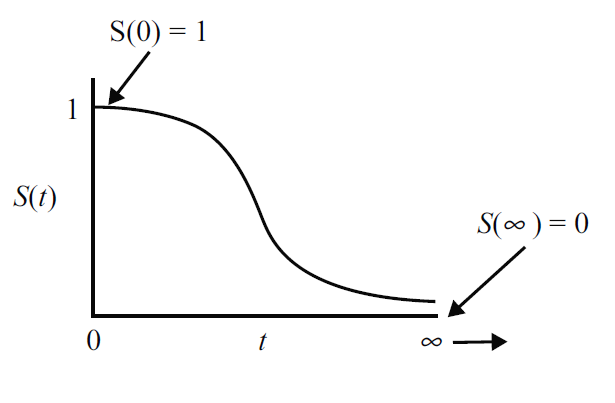 S(0) = 1
1
S(t)
S(∞) = 0
0
t
∞